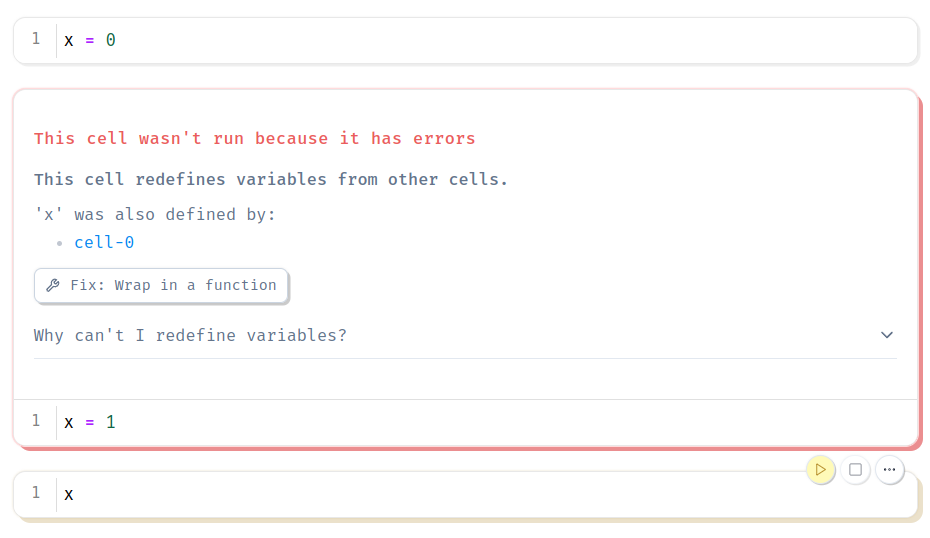 1 x = 0
This cell wasn't run because it has errors
This cell redefines variables from other cells.
'x' was also defined by:
• cell-0
Fix: Wrap in a function
Why can't I redefine variables?
1 x = 1
1 x